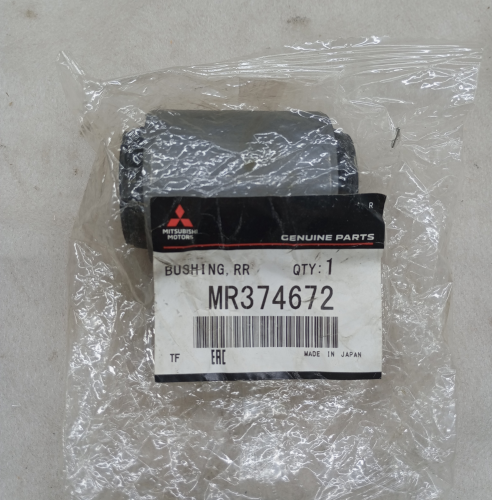 R
MITSUBISHI
MOTORS
GENUINE PARTS
BUSHING, RR QTY: 1
MR374672
TF EAC MADE IN JAPAN